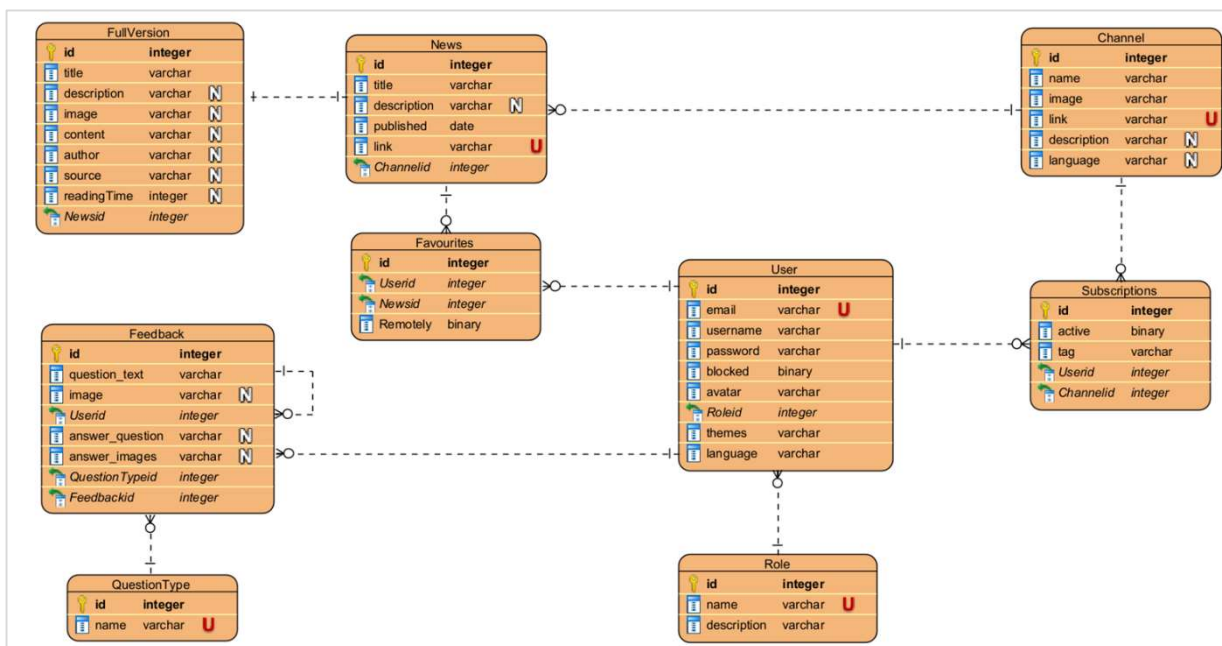 FullVersion
id integer
title varchar
description varchar N
image varchar N
content varchar N
author varchar N
source varchar N
readingTime integer N
Newsid integer
News
id integer
title varchar
description varchar N
published date
link varchar U
Channelid integer
Channel
id integer
name varchar
image varchar
link varchar U
description varchar N
language varchar N
Favourites
id integer
Userid integer
Newsid integer
Remotely binary
User
id integer
email varchar U
username varchar
password varchar
blocked binary
avatar varchar
Roleid integer
themes varchar
language varchar
Subscriptions
id integer
active binary
tag varchar
Userid integer
Channelid integer
Feedback
id integer
question_text varchar
image varchar N
Userid integer
answer_question varchar N
answer_images varchar N
QuestionTypeid integer
Feedbackid integer
QuestionType
id integer
name varchar U
Role
id integer
name varchar U
description varchar